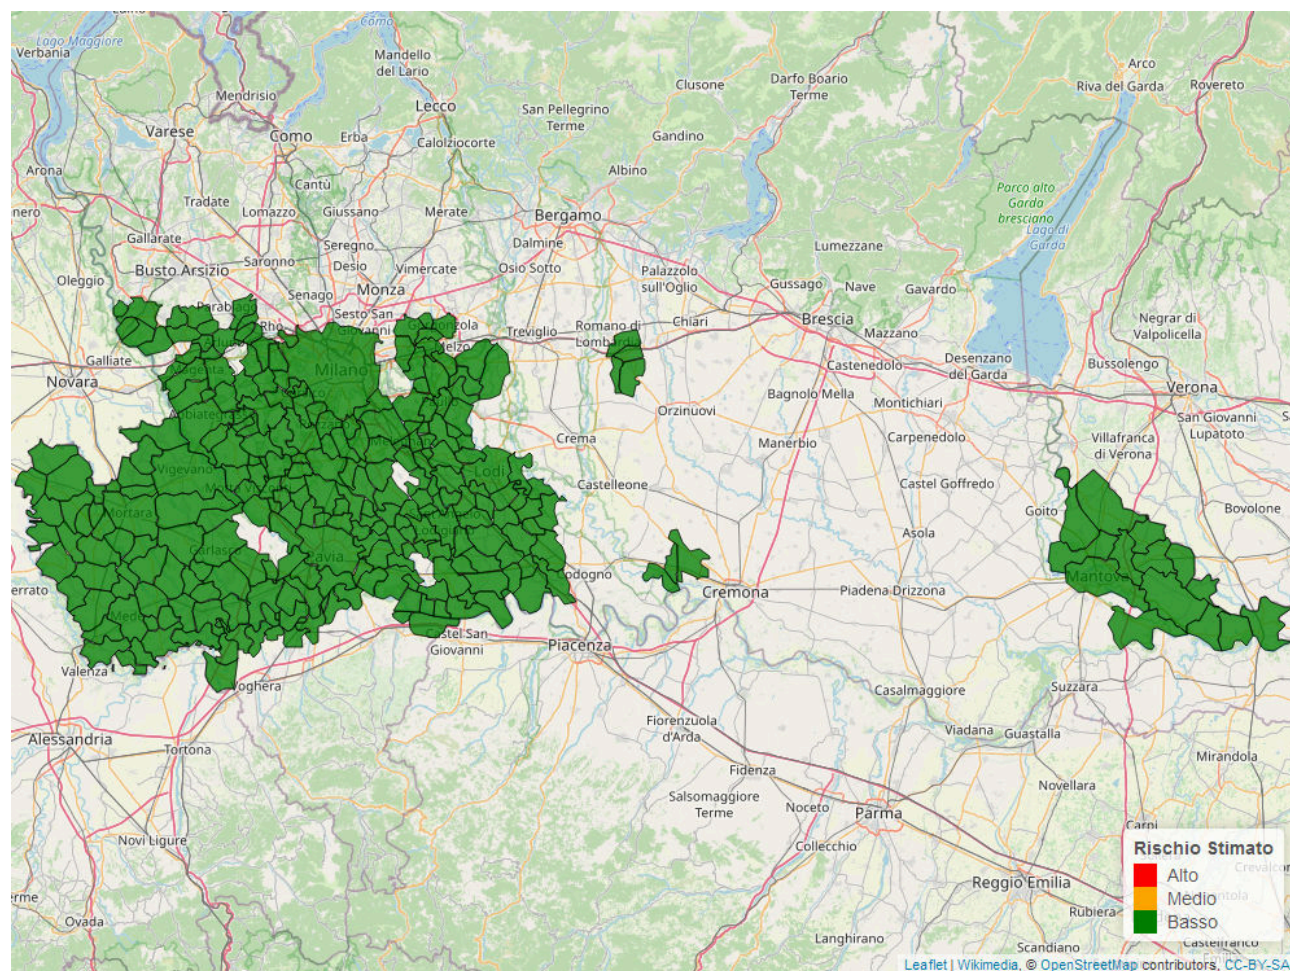 Lago Maggiore
Verbania
Como
Mandello
del Lario
Clusone
Darfo Boario
Terme
Arco
Riva del Garda
Rovereto
Mendrisio
Lecco
San Pellegrino
Terme
Varese
Como
Erba
Calolziocorte
Gandino
Arona
Albino
Cantù
Parco alto
Garda
bresciano
Tradate
Lomazzo
Giussano
Merate
Bergamo
Lago di
Garda
Gallarate
Seregno
Dalmine
Lumezzane
Oleggio
Busto Arsizio
Saronno
Desio
Vimercate
Osio Sotto
Palazzolo
sull'Oglio
Gussago
Nave
Gavardo
Senago
Monza
Rho
Sesto San
Giovanni
Treviglio
Romano di
Lombardia
Chiari
Brescia
Mazzano
Negrar di
Valpolicella
Galliate
Magenta
Milano
Melzo
Castenedolo
Desenzano
del Garda
Bussolengo
Novara
Verona
Bagnolo Mella
Montichiari
Orzinuovi
San Giovanni
Lupatoto
Crema
Manerbio
Carpenedolo
Villafranca
di Verona
Vigevano
Lodi
Castelleone
Castel Goffredo
Mortara
Goito
Bovolone
Garlasco
Pavia
Asola
Codogno
Cremona
Piadena Drizzona
Mantova
Mede
Castel San
Giovanni
Piacenza
Valenza
Voghera
Casalmaggiore
Suzzara
Alessandria
Tortona
Fiorenzuola
d'Arda
Viadana
Guastalla
Mirandola
Fidenza
Novellara
Salsomaggiore
Terme
Noceto
Parma
Carpi
Novi Ligure
Collecchio
Rischio Stimato
Alto
Medio
Basso
Reggio Emilia
Rubiera
Ovada
Langhirano
Scandiano
Castelfranco
Leaflet | Wikimedia, © OpenStreetMap contributors, CC-BY-SA